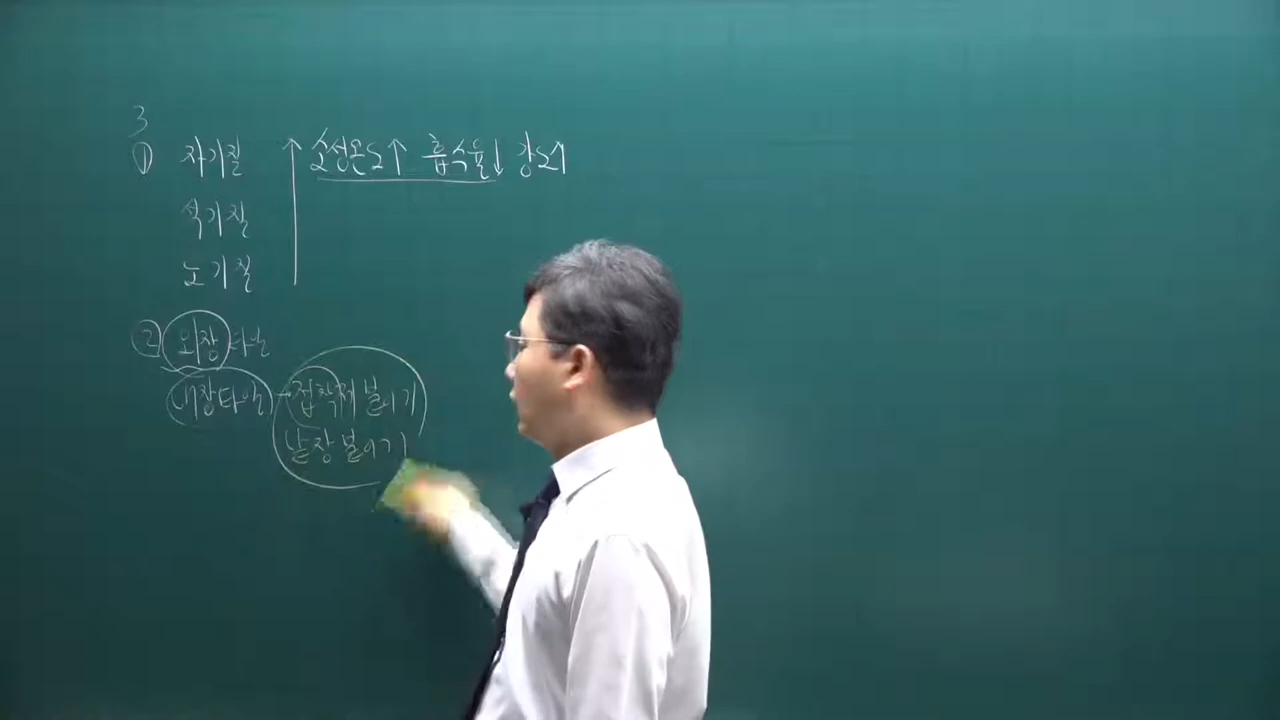 3
① 자기질 ↑ 소성온도↑ 흡수율↓ 강도↑
석기질
도기질
② 외장타일
내장타일 - 접착제 붙이기
낱장 붙이기